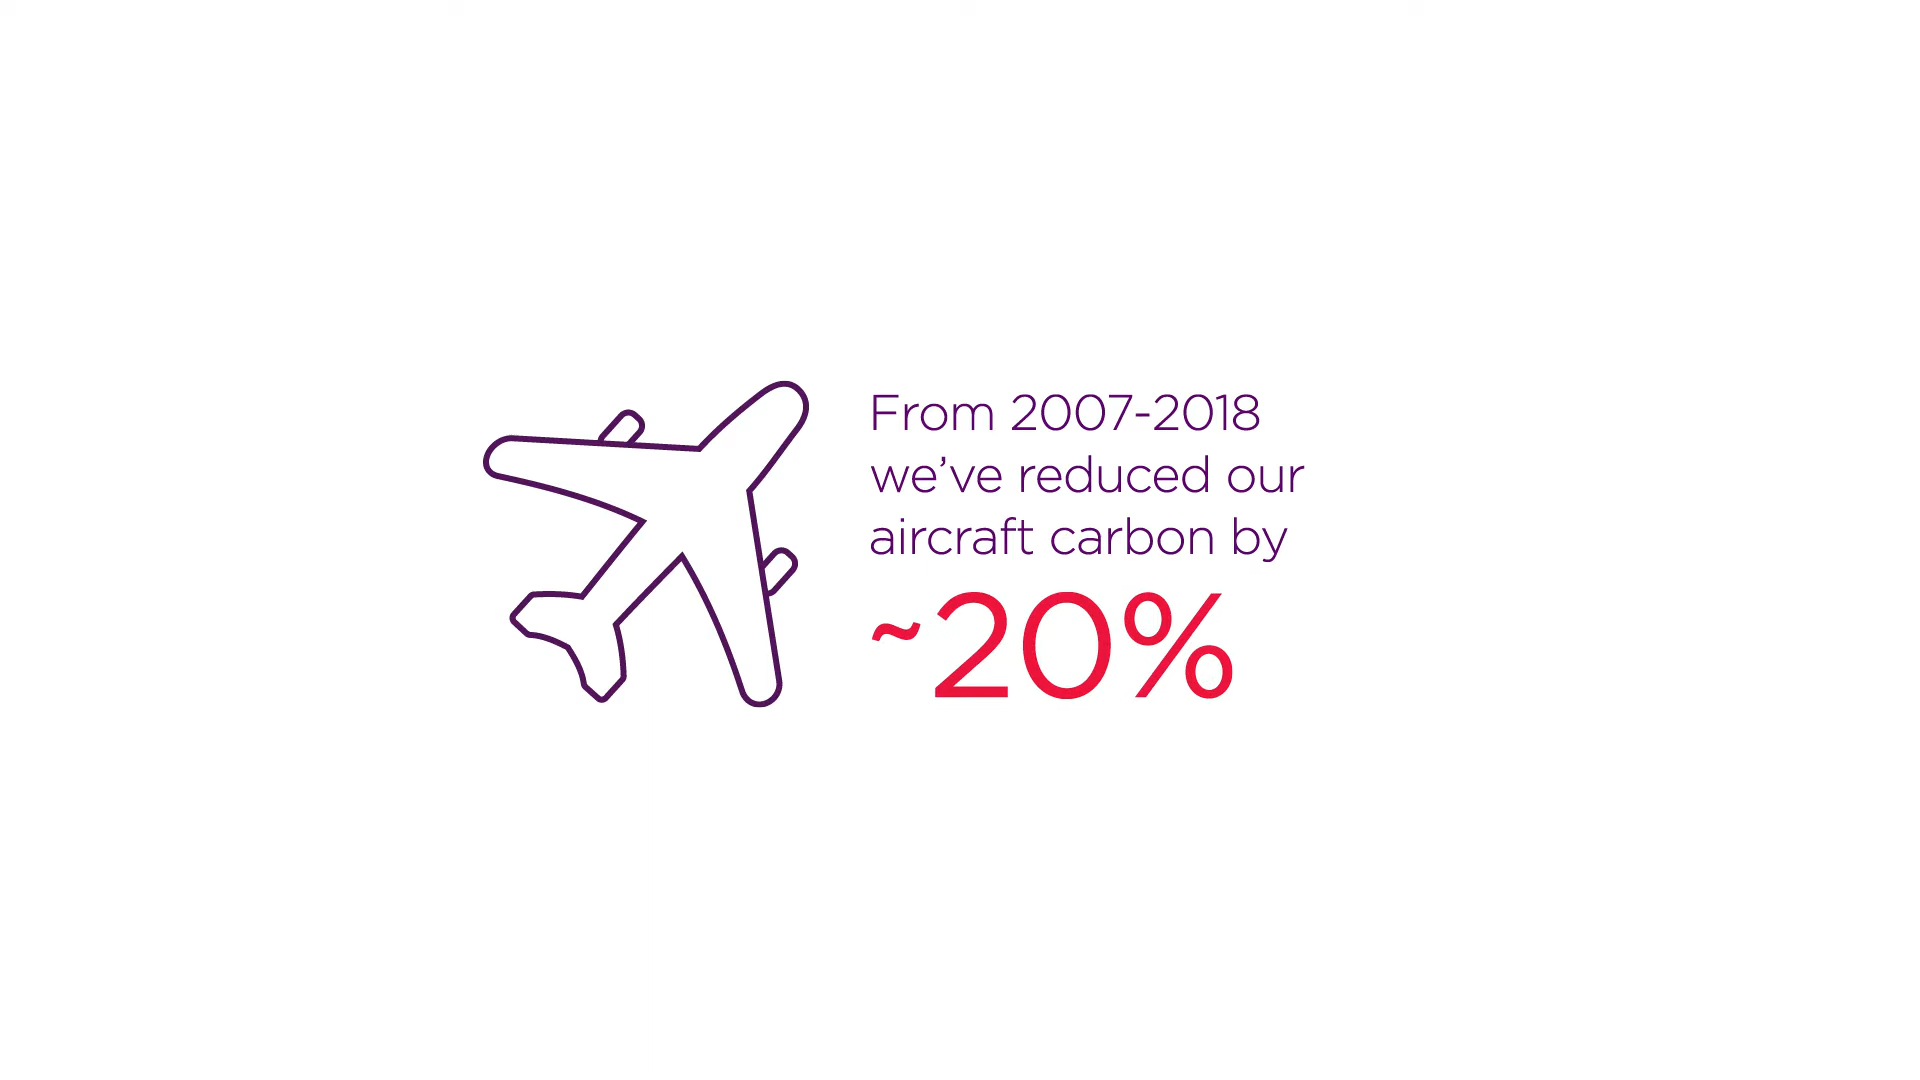 From 2007-2018
we’ve reduced our
aircraft carbon by
~20%